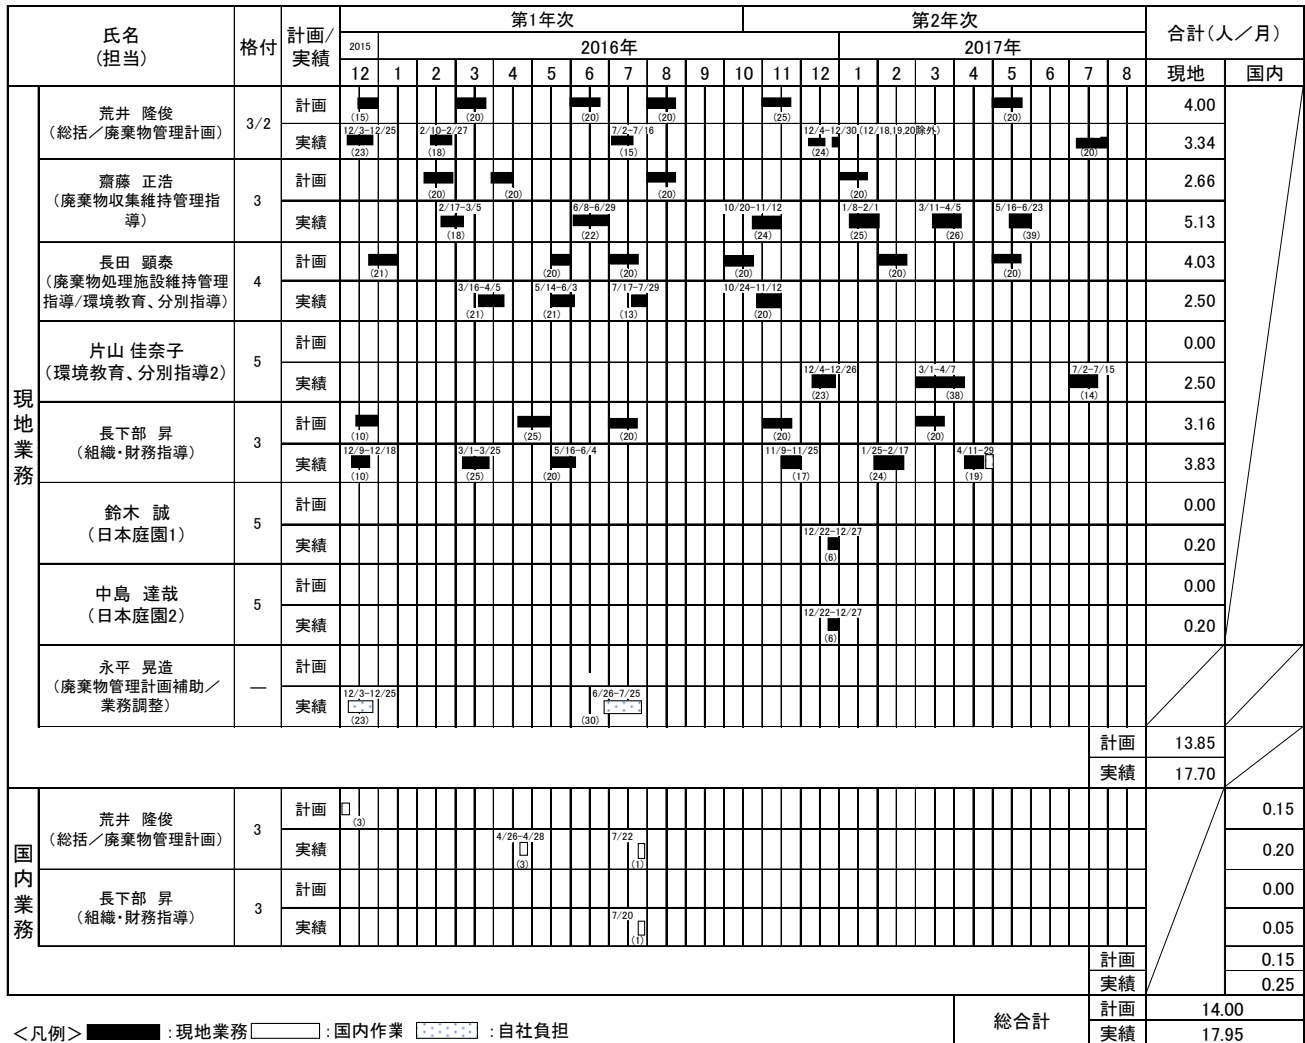 氏名
(担当)
格付
計画/
実績
第1年次
第2年次
合計(人／月)
2015
2016年
2017年
12 1 2 3 4 5 6 7 8 9 10 11 12 1 2 3 4 5 6 7 8
現地 国内
現地業務
荒井 隆俊
(総括／廃棄物管理計画)
3/2
計画
(15) (20) (20) (20) (25) (20)
4.00
実績
12/3-12/25 2/10-2/27 7/2-7/16 12/4-12/30 (12/18,19,20除外)
(23) (18) (15) (24) (20)
3.34
齋藤 正浩
(廃棄物収集維持管理指
導)
3
計画
(20) (20) (20) (20)
2.66
実績
2/17-3/5 6/8-6/29 10/20-11/12 1/8-2/1 3/11-4/5 5/16-6/23
(18) (22) (24) (25) (26) (39)
5.13
長田 顕泰
(廃棄物処理施設維持管理
指導/環境教育、分別指導)
4
計画
(21) (20) (20) (20) (20) (20)
4.03
実績
3/16-4/5 5/14-6/3 7/17-7/29 10/24-11/12
(21) (21) (13) (20)
2.50
片山 佳奈子
(環境教育、分別指導2)
5
計画
0.00
実績
12/4-12/26 3/1-4/7 7/2-7/15
(23) (38) (14)
2.50
長下部 昇
(組織・財務指導)
3
計画
(10) (25) (20) (20) (20)
3.16
実績
12/9-12/18 3/1-3/25 5/16-6/4 11/9-11/25 1/25-2/17 4/11-29
(10) (25) (20) (17) (24) (19)
3.83
鈴木 誠
(日本庭園1)
5
計画
0.00
実績
12/22-12/27
(6)
0.20
中島 達哉
(日本庭園2)
5
計画
0.00
実績
12/22-12/27
(6)
0.20
永平 晃造
(廃棄物管理計画補助／
業務調整)
—
計画
実績
12/3-12/25 6/26-7/25
(23) (30)
計画 13.85
実績 17.70
国内業務
荒井 隆俊
(総括／廃棄物管理計画)
3
計画
(3)
0.15
実績
4/26-4/28 7/22
(3) (1)
0.20
長下部 昇
(組織・財務指導)
3
計画
0.00
実績
7/20
(1)
0.05
計画 0.15
実績 0.25
総合計
計画 14.00
実績 17.95
＜凡例＞ :現地業務 :国内作業 :自社負担